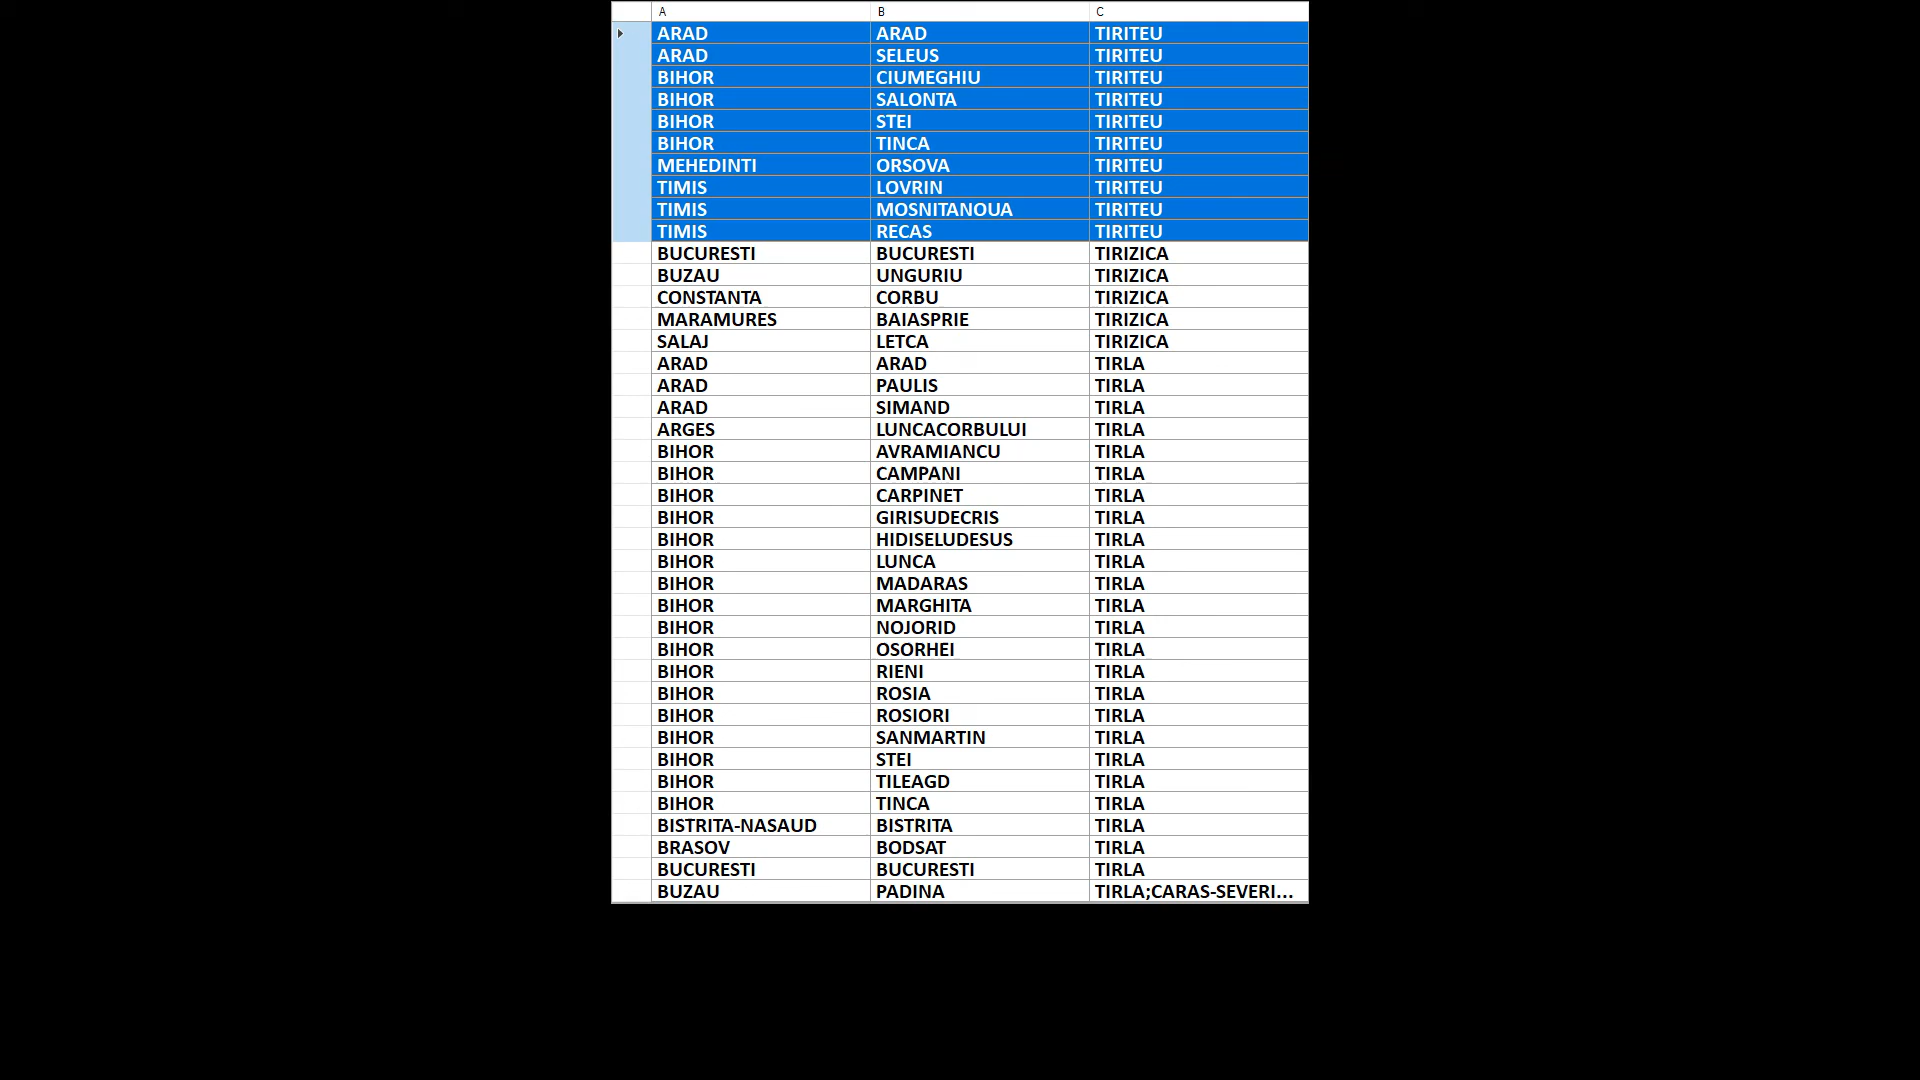 A B C
ARAD ARAD TIRITEU
ARAD SELEUS TIRITEU
BIHOR CIUMEGHIU TIRITEU
BIHOR SALONTA TIRITEU
BIHOR STEI TIRITEU
BIHOR TINCA TIRITEU
MEHEDINTI ORSOVA TIRITEU
TIMIS LOVRIN TIRITEU
TIMIS MOSNITANOUA TIRITEU
TIMIS RECAS TIRITEU
BUCURESTI BUCURESTI TIRIZICA
BUZAU UNGURIU TIRIZICA
CONSTANTA CORBU TIRIZICA
MARAMURES BAIASPRIE TIRIZICA
SALAJ LETCA TIRIZICA
ARAD ARAD TIRLA
ARAD PAULIS TIRLA
ARAD SIMAND TIRLA
ARGES LUNCACORBULUI TIRLA
BIHOR AVRAMIANCU TIRLA
BIHOR CAMPANI TIRLA
BIHOR CARPINET TIRLA
BIHOR GIRISUDECRIS TIRLA
BIHOR HIDISELUDESUS TIRLA
BIHOR LUNCA TIRLA
BIHOR MADARAS TIRLA
BIHOR MARGHITA TIRLA
BIHOR NOJORID TIRLA
BIHOR OSORHEI TIRLA
BIHOR RIENI TIRLA
BIHOR ROSIA TIRLA
BIHOR ROSIORI TIRLA
BIHOR SANMARTIN TIRLA
BIHOR STEI TIRLA
BIHOR TILEAGD TIRLA
BIHOR TINCA TIRLA
BISTRITA-NASAUD BISTRITA TIRLA
BRASOV BODSAT TIRLA
BUCURESTI BUCURESTI TIRLA
BUZAU PADINA TIRLA;CARAS-SEVERI...